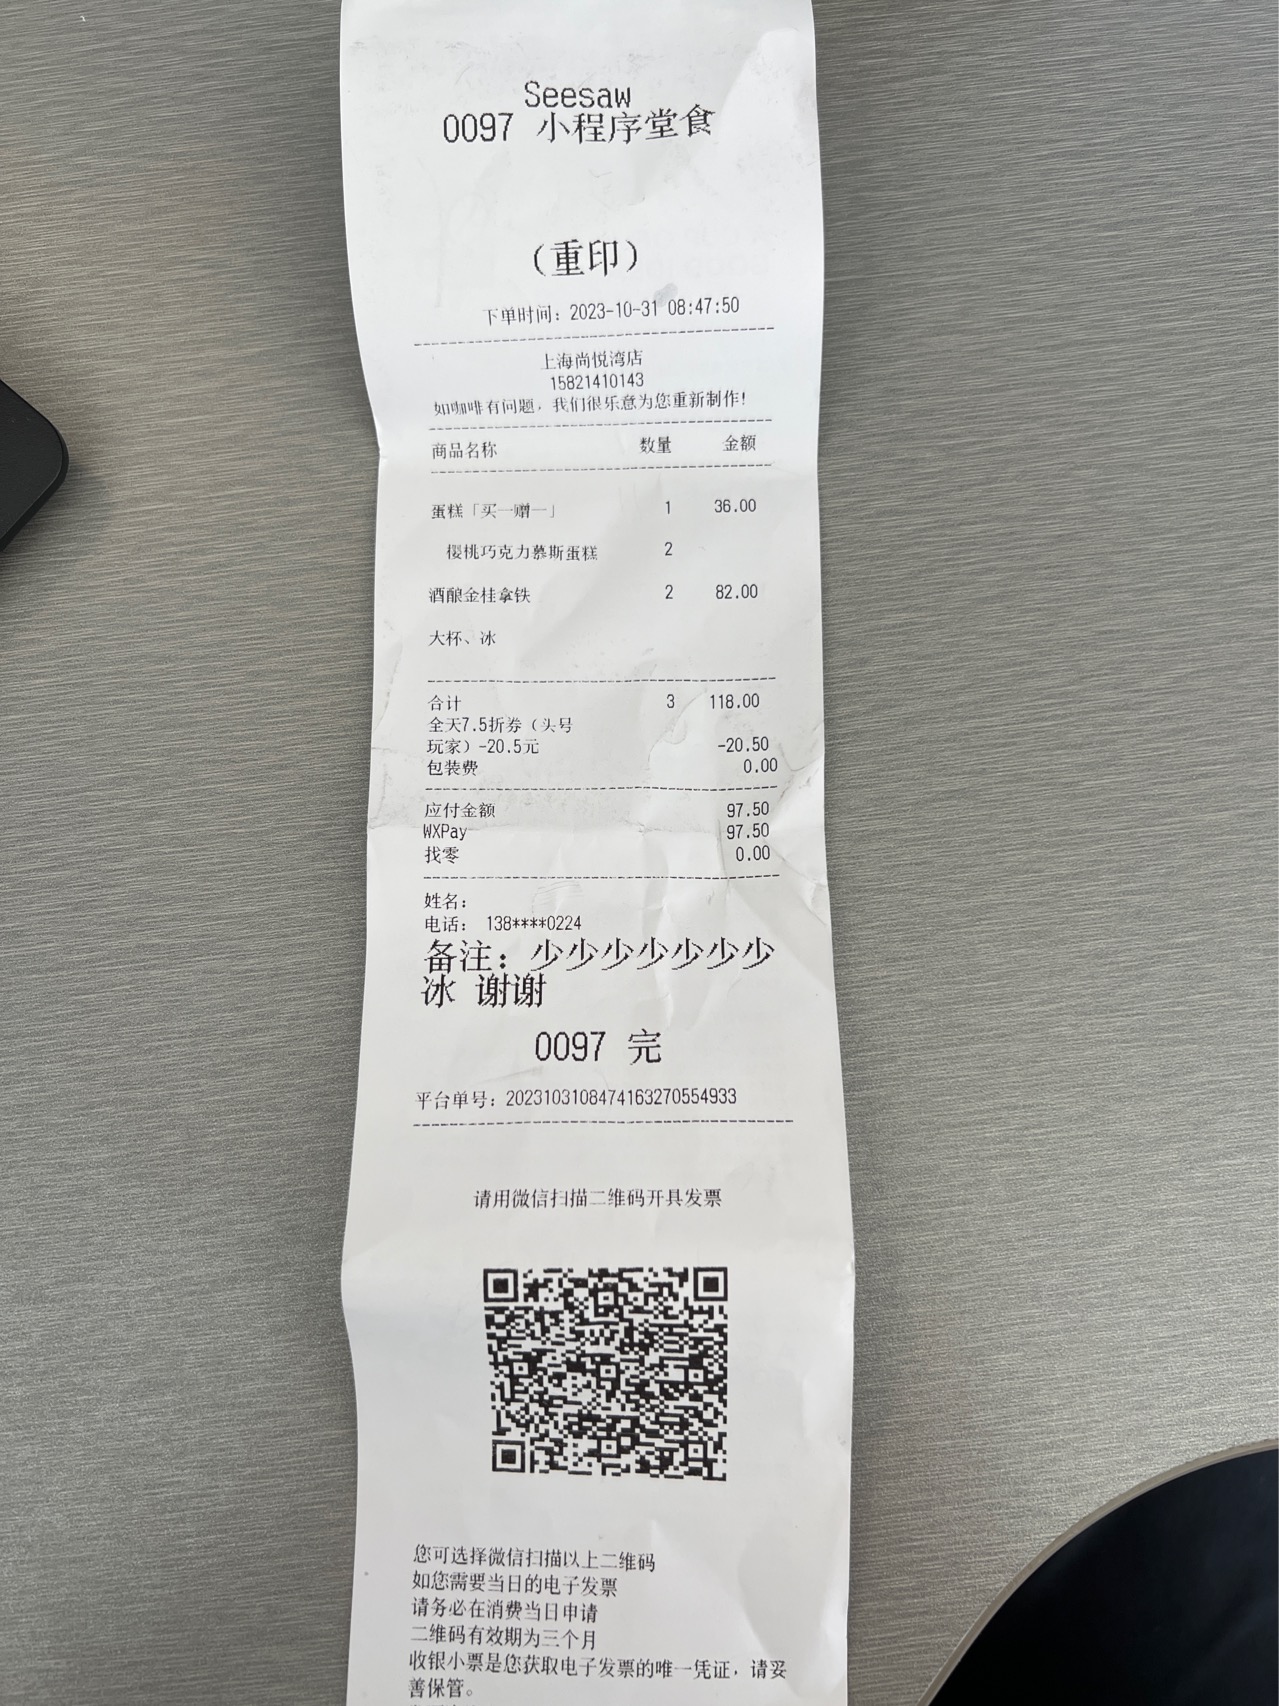 Seesaw
0097 小程序堂食
（重印）
下单时间：2023-10-31 08:47:50
上海尚悦湾店
15821410143
如咖啡有问题，我们很乐意为您重新制作！
商品名称 数量 金额
蛋糕「买一赠一」 1 36.00
樱桃巧克力慕斯蛋糕 2
酒酿金桂拿铁 2 82.00
大杯、冰
合计 3 118.00
全天7.5折券（头号
玩家）-20.5元 -20.50
包装费 0.00
应付金额 97.50
WXPay 97.50
找零 0.00
姓名：
电话： 138****0224
备注：少少少少少少少
冰 谢谢
0097 完
平台单号：2023103108474163270554933
请用微信扫描二维码开具发票
您可选择微信扫描以上二维码
如您需要当日的电子发票
请务必在消费当日申请
二维码有效期为三个月
收银小票是您获取电子发票的唯一凭证，请妥
善保管。